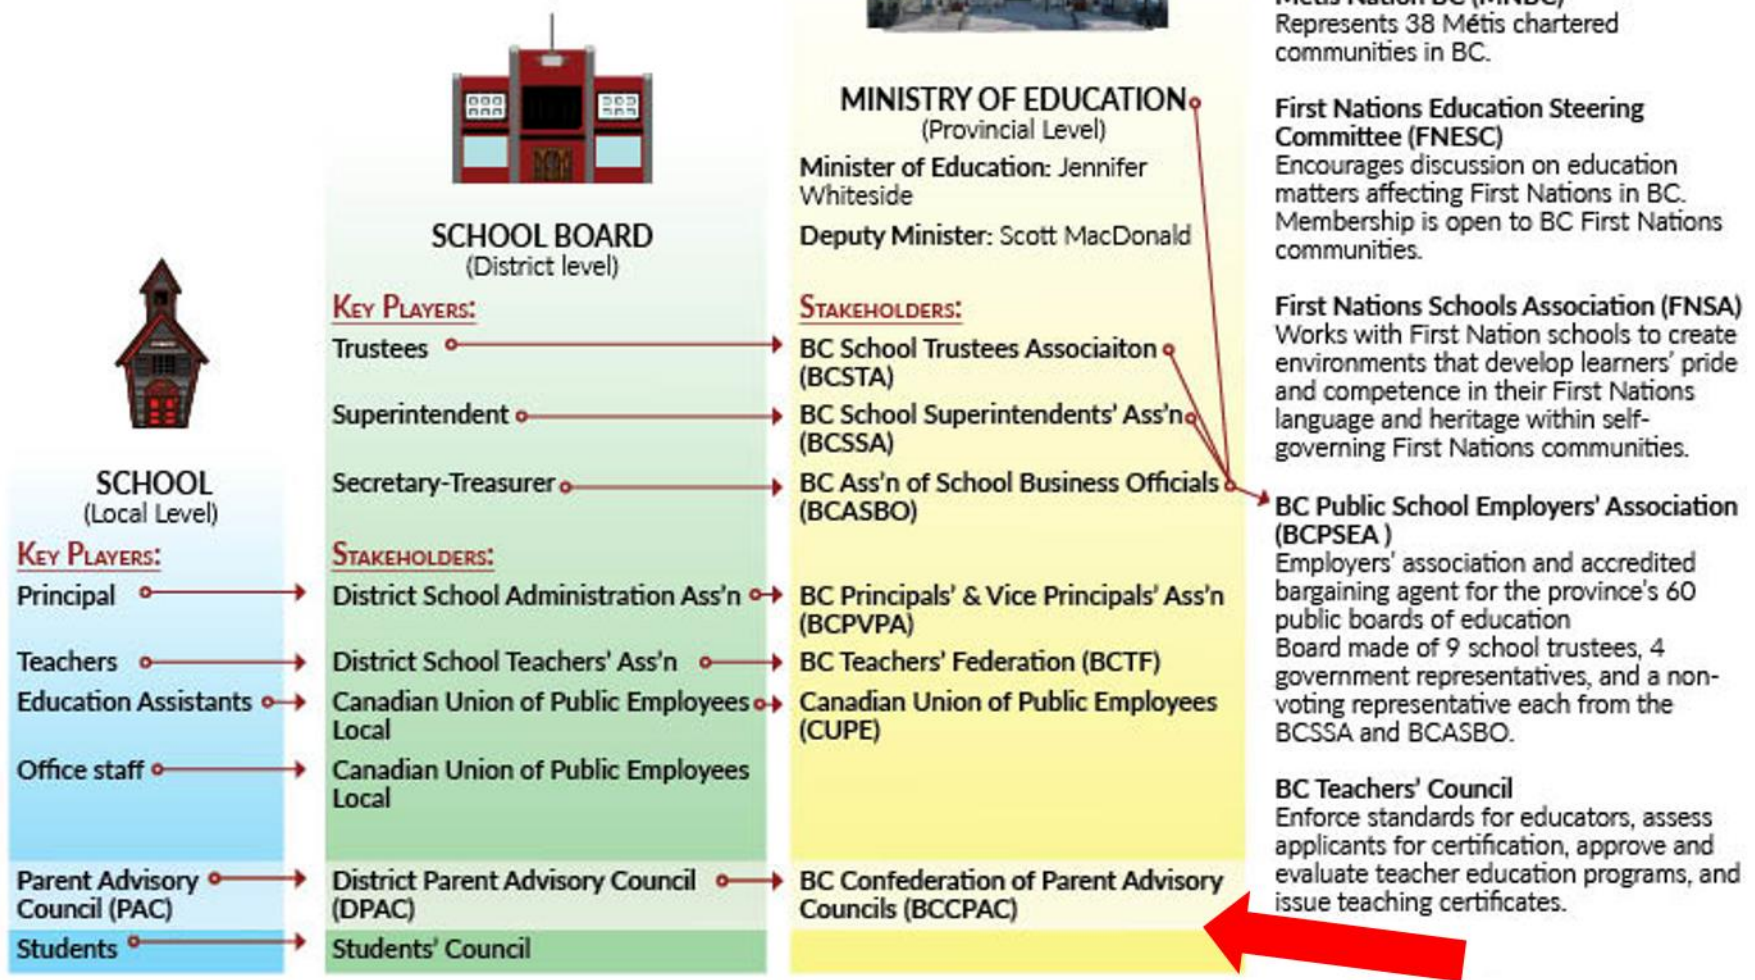 SCHOOL
(Local Level)
KEY PLAYERS:
Principal
Teachers
Education Assistants
Office staff
Parent Advisory
Council (PAC)
Students
SCHOOL BOARD
(District level)
KEY PLAYERS:
Trustees
Superintendent
Secretary-Treasurer
STAKEHOLDERS:
District School Administration Ass'n
District School Teachers' Ass'n
Canadian Union of Public Employees
Local
Canadian Union of Public Employees
Local
District Parent Advisory Council
(DPAC)
Students' Council
MINISTRY OF EDUCATION
(Provincial Level)
Minister of Education: Jennifer
Whiteside
Deputy Minister: Scott MacDonald
STAKEHOLDERS:
BC School Trustees Associaiton
(BCSTA)
BC School Superintendents' Ass'n
(BCSSA)
BC Ass'n of School Business Officials
(BCASBO)
BC Principals' & Vice Principals' Ass'n
(BCPVPA)
BC Teachers' Federation (BCTF)
Canadian Union of Public Employees
(CUPE)
BC Confederation of Parent Advisory
Councils (BCCPAC)
Métis Nation BC (MNBC)
Represents 38 Métis chartered
communities in BC.
First Nations Education Steering
Committee (FNESC)
Encourages discussion on education
matters affecting First Nations in BC.
Membership is open to BC First Nations
communities.
First Nations Schools Association (FNSA)
Works with First Nation schools to create
environments that develop learners' pride
and competence in their First Nations
language and heritage within self-
governing First Nations communities.
BC Public School Employers' Association
(BCPSEA )
Employers' association and accredited
bargaining agent for the province's 60
public boards of education
Board made of 9 school trustees, 4
government representatives, and a non-
voting representative each from the
BCSSA and BCASBO.
BC Teachers' Council
Enforce standards for educators, assess
applicants for certification, approve and
evaluate teacher education programs, and
issue teaching certificates.